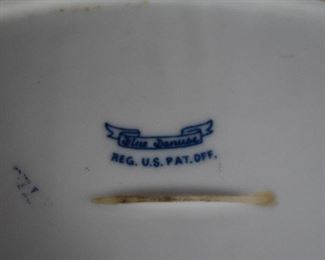 Blue Danube
REG. U.S. PAT. OFF.